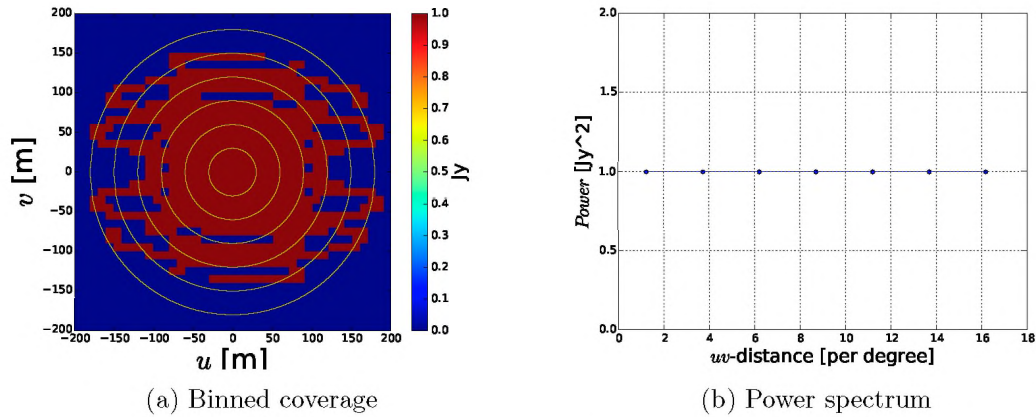 200
150
100
50
0
−50
−100
−150
−200
v [m]
−200 −150 −100 −50 0 50 100 150 200
u [m]
1.0
0.9
0.8
0.7
0.6
0.5
0.4
0.3
0.2
0.1
0.0
Jy
(a) Binned coverage
2.0
1.5
1.0
0.5
0.0
Power [Jy^2]
0 2 4 6 8 10 12 14 16 18
uv-distance [per degree]
(b) Power spectrum